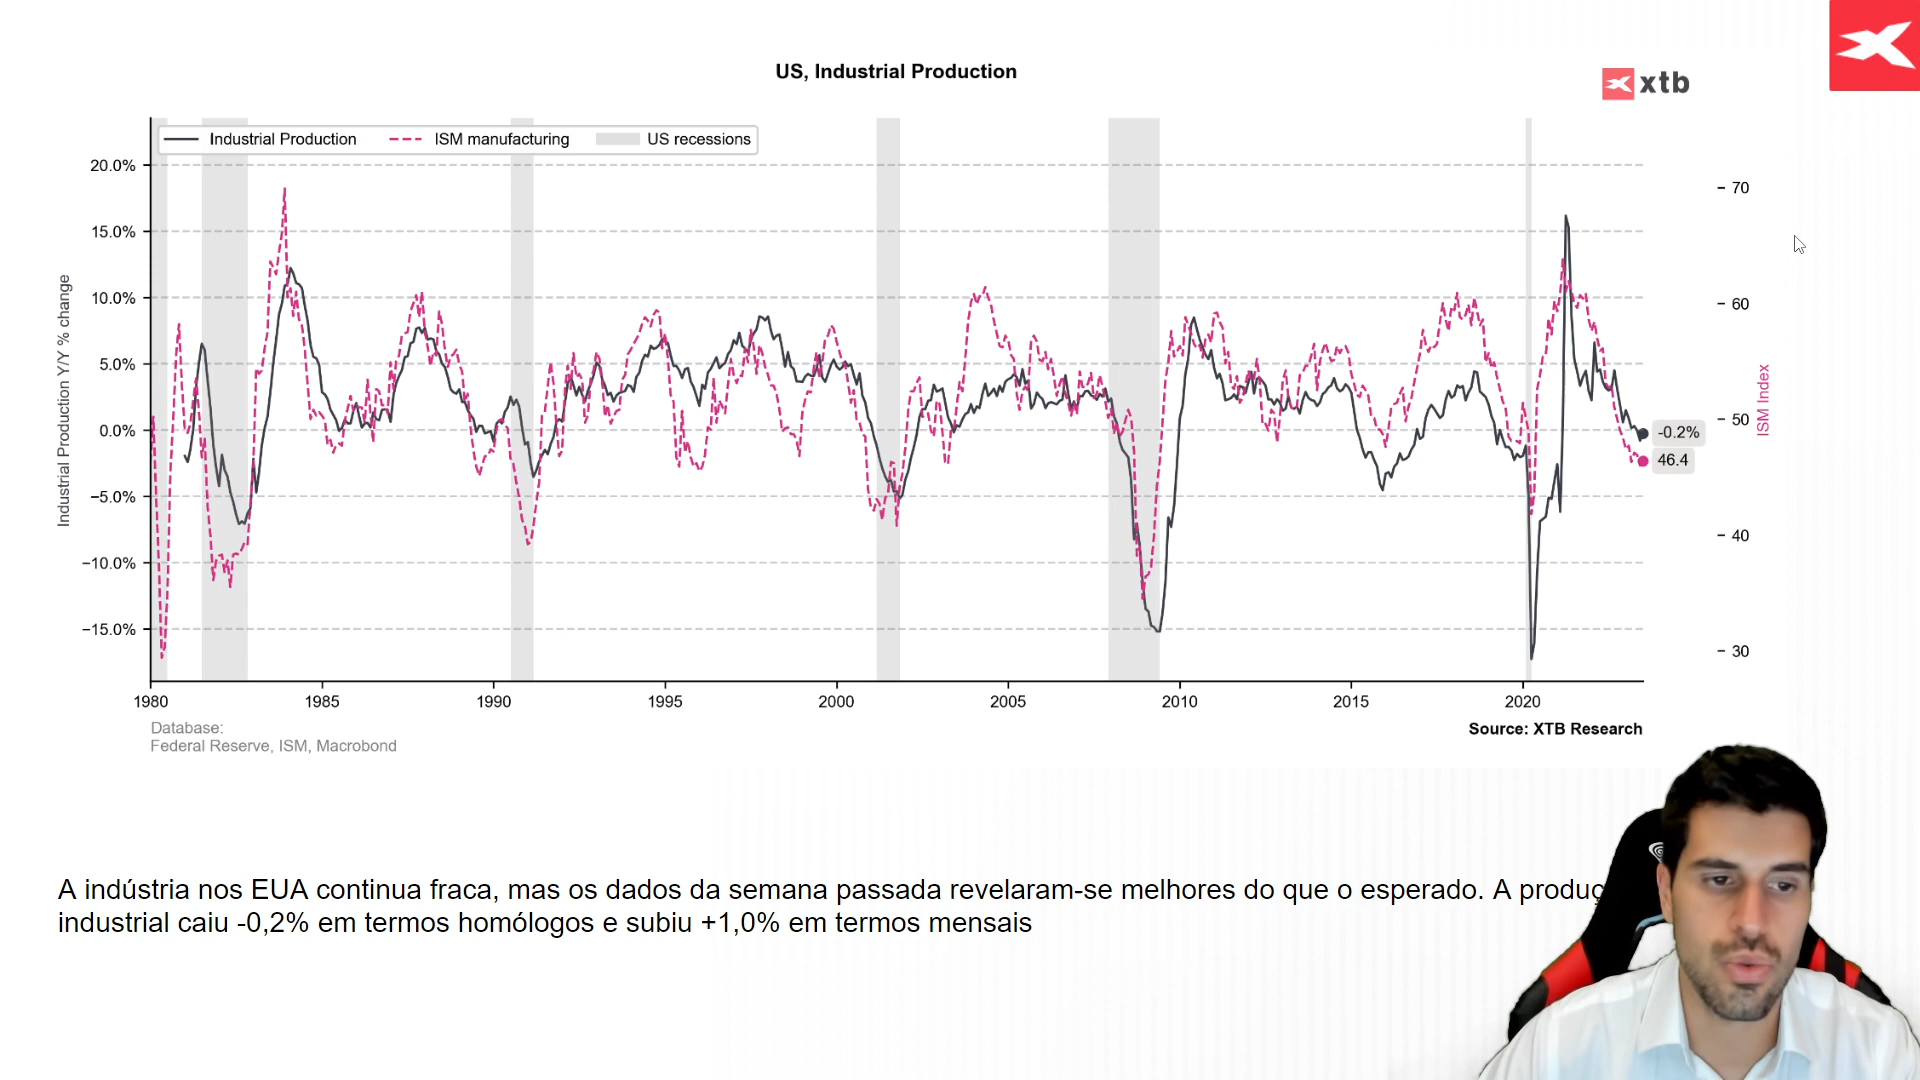 US, Industrial Production
xtb
Industrial Production
ISM manufacturing
US recessions
Industrial Production Y/Y % change
20.0%
15.0%
10.0%
5.0%
0.0%
−5.0%
−10.0%
−15.0%
70
60
50
40
30
ISM Index
-0.2%
46.4
1980
1985
1990
1995
2000
2005
2010
2015
2020
Database:
Federal Reserve, ISM, Macrobond
Source: XTB Research
A indústria nos EUA continua fraca, mas os dados da semana passada revelaram-se melhores do que o esperado. A
industrial caiu -0,2% em termos homólogos e subiu +1,0% em termos mensais